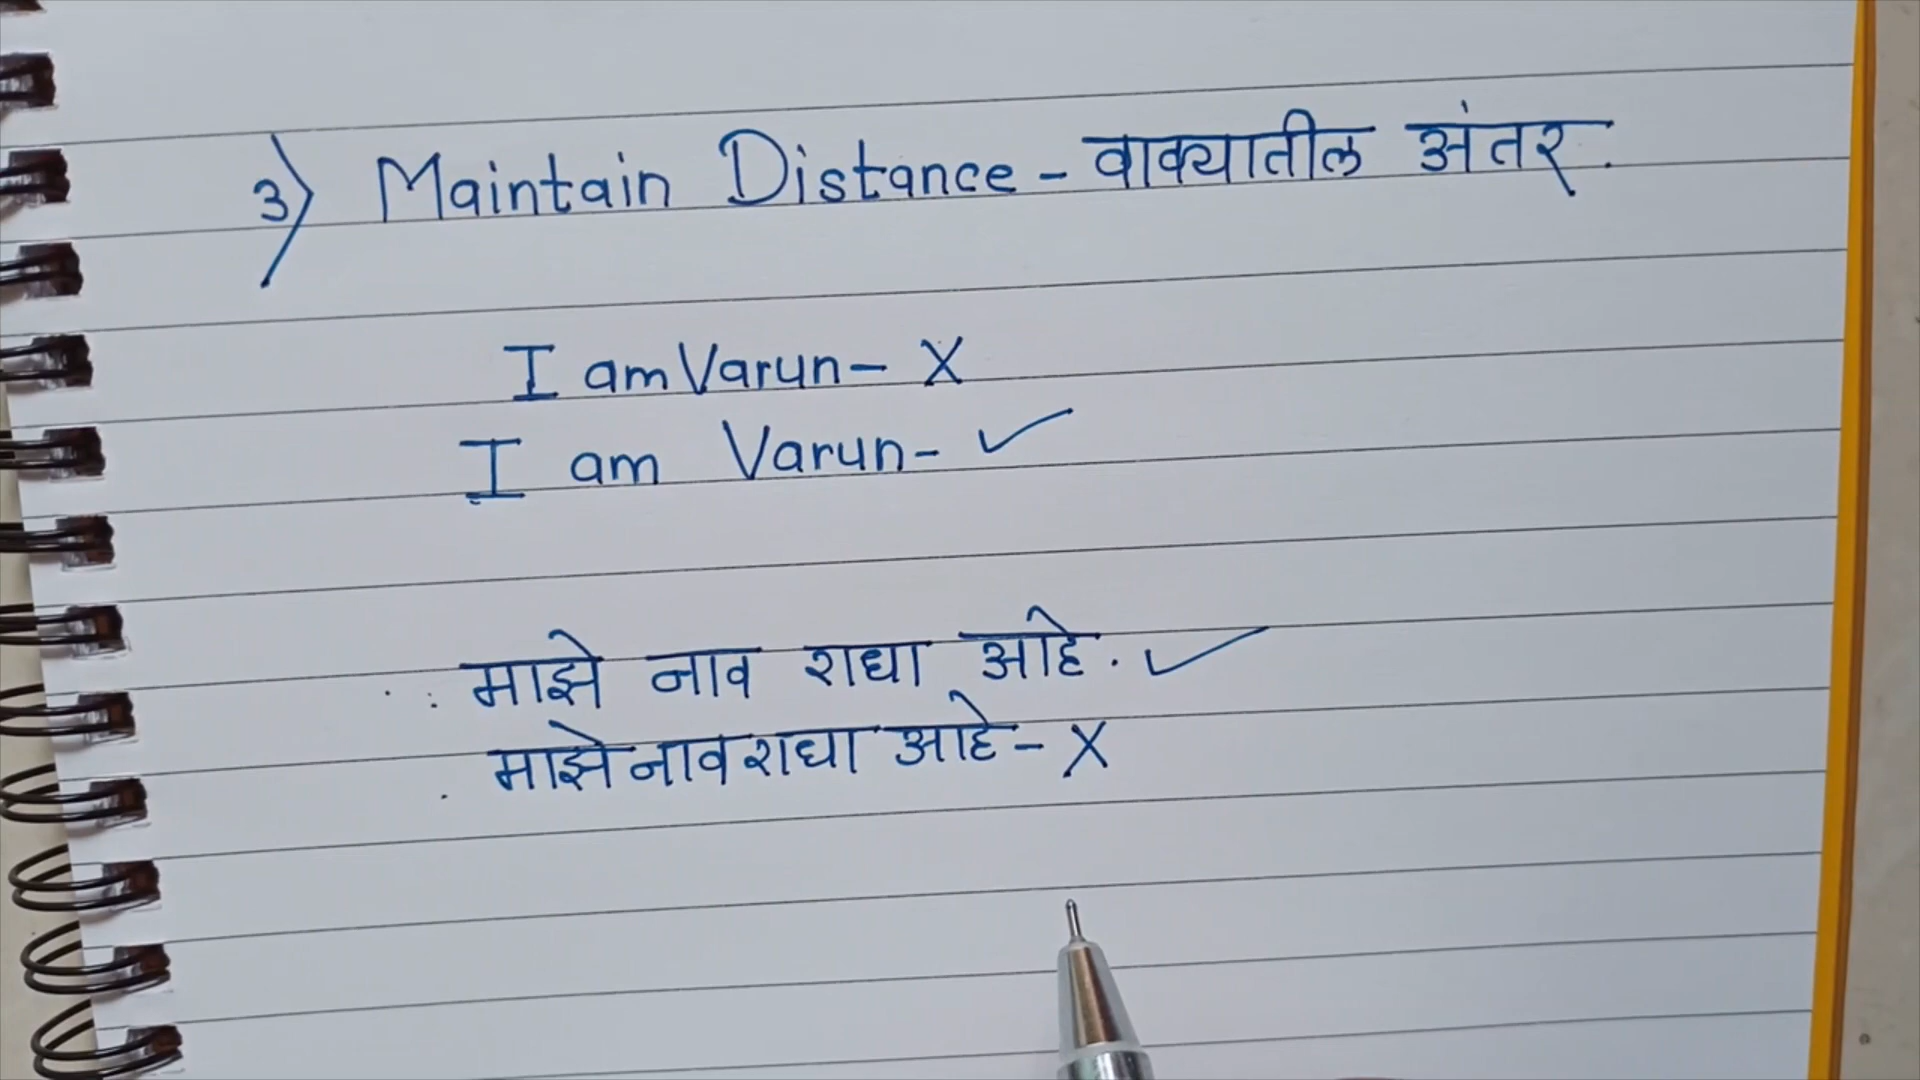 3) Maintain Distance - वाक्यातील अंतर.
I amVarun- X
I am Varun- ✓
माझे नाव राधा आहे. ✓
माझेनावराधा आहे- X